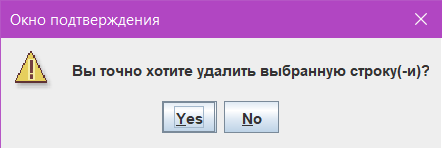 Окно подтверждения
Вы точно хотите удалить выбранную строку(-и)?
Yes No